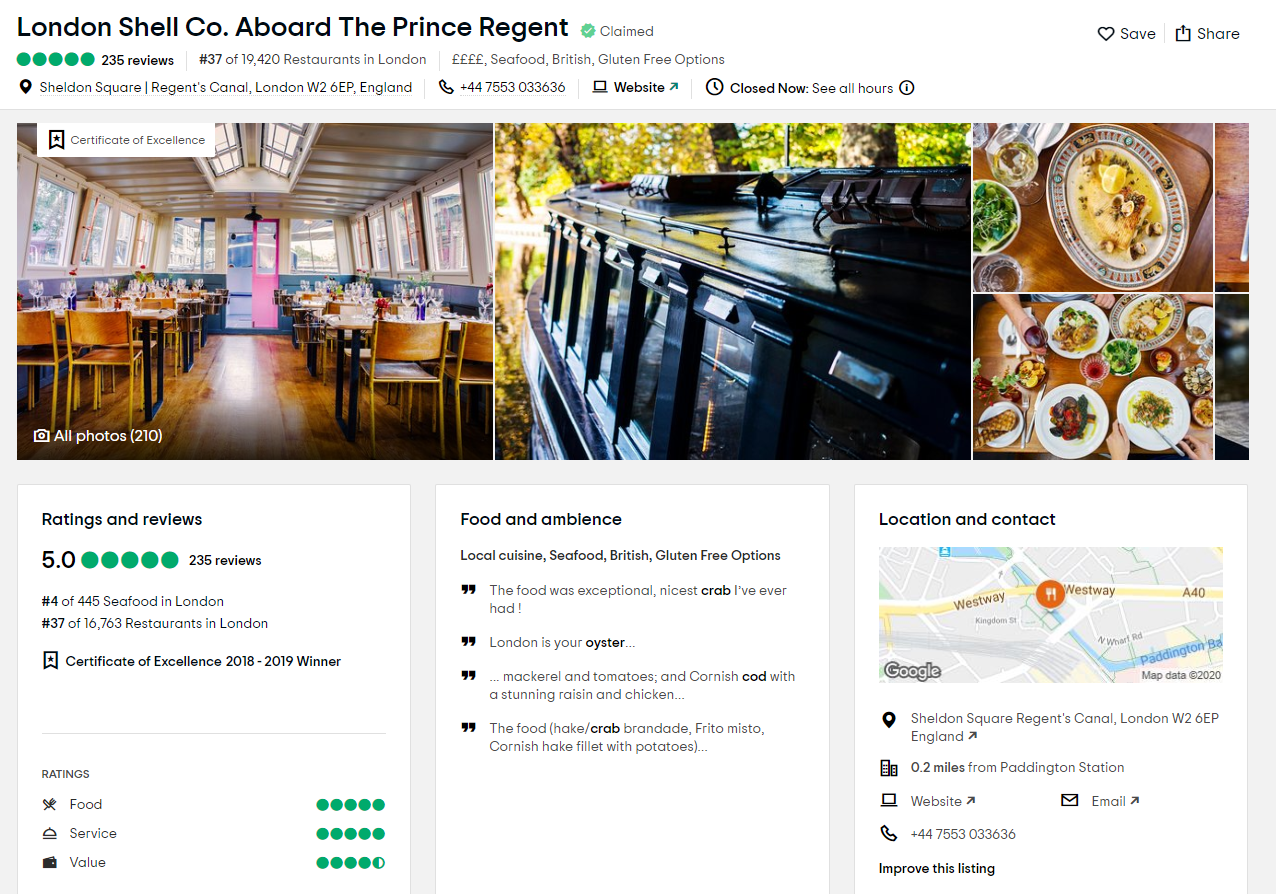 London Shell Co. Aboard The Prince Regent Claimed
Save Share
235 reviews #37 of 19,420 Restaurants in London ££££, Seafood, British, Gluten Free Options
Sheldon Square | Regent's Canal, London W2 6EP, England +44 7553 033636 Website Closed Now: See all hours
Certificate of Excellence
All photos (210)
Ratings and reviews
5.0 235 reviews
#4 of 445 Seafood in London
#37 of 16,763 Restaurants in London
Certificate of Excellence 2018 - 2019 Winner
RATINGS
Food
Service
Value
Food and ambience
Local cuisine, Seafood, British, Gluten Free Options
The food was exceptional, nicest crab I've ever
had !
London is your oyster...
... mackerel and tomatoes; and Cornish cod with
a stunning raisin and chicken...
The food (hake/crab brandade, Frito misto,
Cornish hake fillet with potatoes)...
Location and contact
Westway
Westway
A40
Kingdom St
N Wharf Rd
Paddington Ba
Google
Map data ©2020
Sheldon Square Regent's Canal, London W2 6EP
England
0.2 miles from Paddington Station
Website Email
+44 7553 033636
Improve this listing